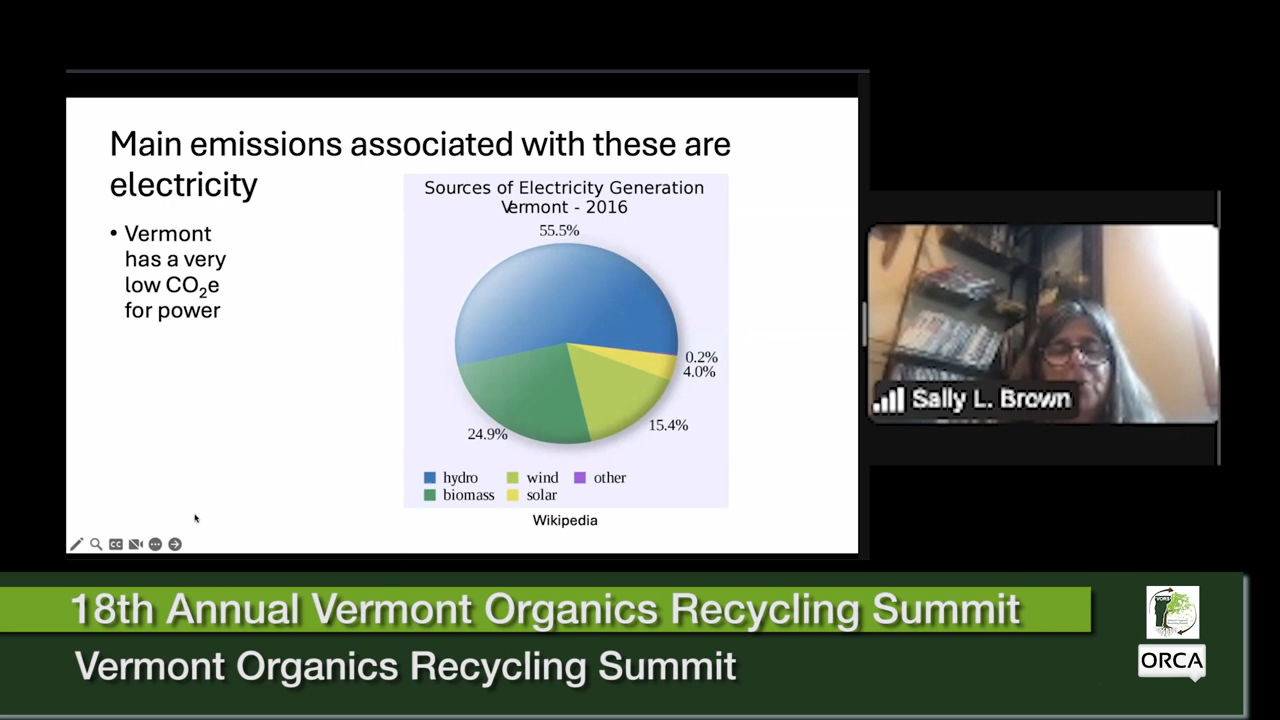 Main emissions associated with these are
electricity
• Vermont
has a very
low CO₂e
for power
Sources of Electricity Generation
Vermont - 2016
55.5%
0.2%
4.0%
15.4%
24.9%
hydro
wind
other
biomass
solar
Wikipedia
CC
Sally L. Brown
18th Annual Vermont Organics Recycling Summit
Vermont Organics Recycling Summit
ORCA